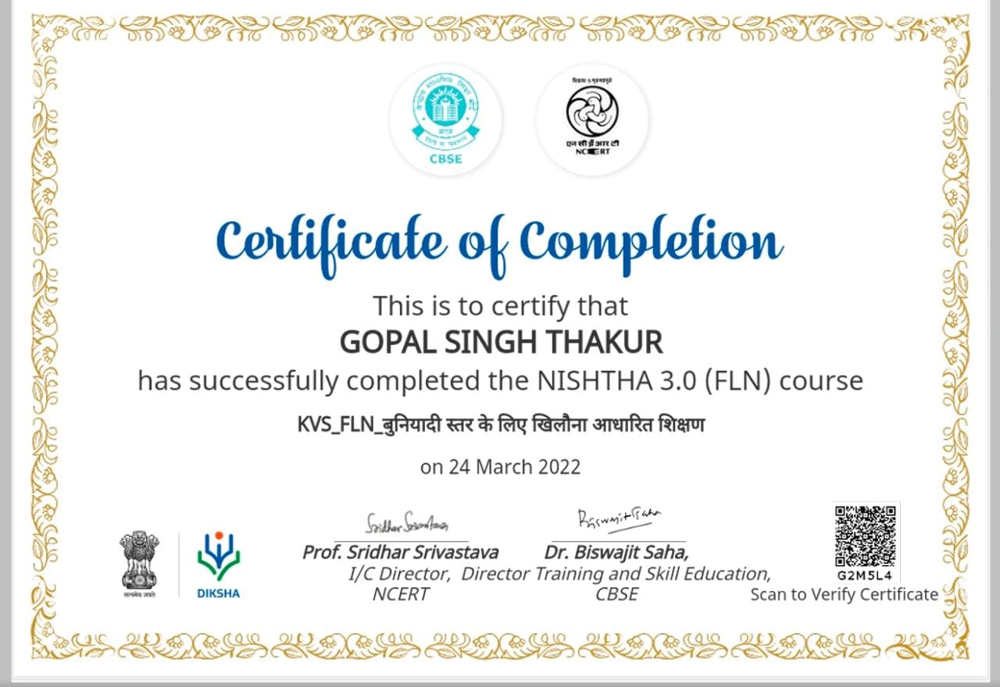 केन्द्रीय माध्यमिक शिक्षा बोर्ड
भारत
CBSE
एन सी ई आर टी
NCERT
Certificate of Completion
This is to certify that
GOPAL SINGH THAKUR
has successfully completed the NISHTHA 3.0 (FLN) course
KVS_FLN_बुनियादी स्तर के लिए खिलौना आधारित शिक्षण
on 24 March 2022
Sridhar Srivastava
Biswajit Saha
Prof. Sridhar Srivastava
I/C Director,
NCERT
Dr. Biswajit Saha,
Director Training and Skill Education,
CBSE
सत्यमेव जयते
DIKSHA
G2M5L4
Scan to Verify Certificate